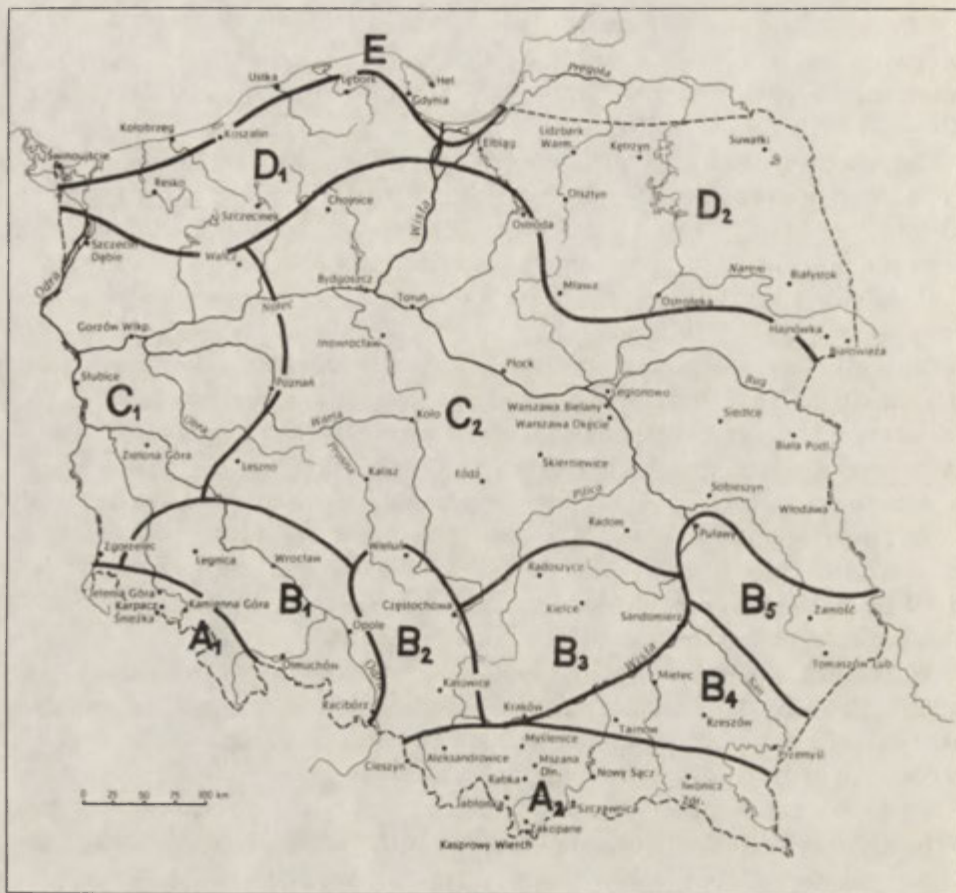 E
Pregoła
Ustka
Lębork
Hel
Gdynia
Kołobrzeg
Koszalin
Elbląg
Lidzbark
Warm.
Kętrzyn
Suwałki
Świnoujście
Resko
D₁
Chojnice
Olsztyn
D₂
Szczecinek
Wisła
Ostróda
Szczecin
Dąbie
Wałcz
Narew
Białystok
Odra
Bydgoszcz
Toruń
Mława
Ostrołęka
Noteć
Gorzów Wlkp.
Inowrocław
Hajnówka
Białowieża
Płock
Słubice
Poznań
Legionowo
Bug
C₁
Warta
Koło
C₂
Warszawa Bielany
Warszawa Okęcie
Siedlce
Zielona Góra
Leszno
Prosna
Kalisz
Łódź
Skierniewice
Biała Podl.
Pilica
Sobieszyn
Włodawa
Radom
Puławy
Zgorzelec
Legnica
Wrocław
Wieluń
Radoszyce
Jelenia Góra
Karpacz
Śnieżka
Kamienna Góra
B₁
Częstochowa
Kielce
Sandomierz
B₅
Zamość
A₁
Opole
B₂
B₃
Wisła
Tomaszów Lub.
Otmuchów
Odra
Katowice
Mielec
San
B₄
Racibórz
Kraków
Tarnów
Rzeszów
Cieszyn
Aleksandrowice
Myślenice
Przemyśl
Mszana
Dln.
Rabka
Nowy Sącz
Iwonicz
Zdr.
Jabłonka
A₂
Szczawnica
Zakopane
Kasprowy Wierch
0 50 100 km